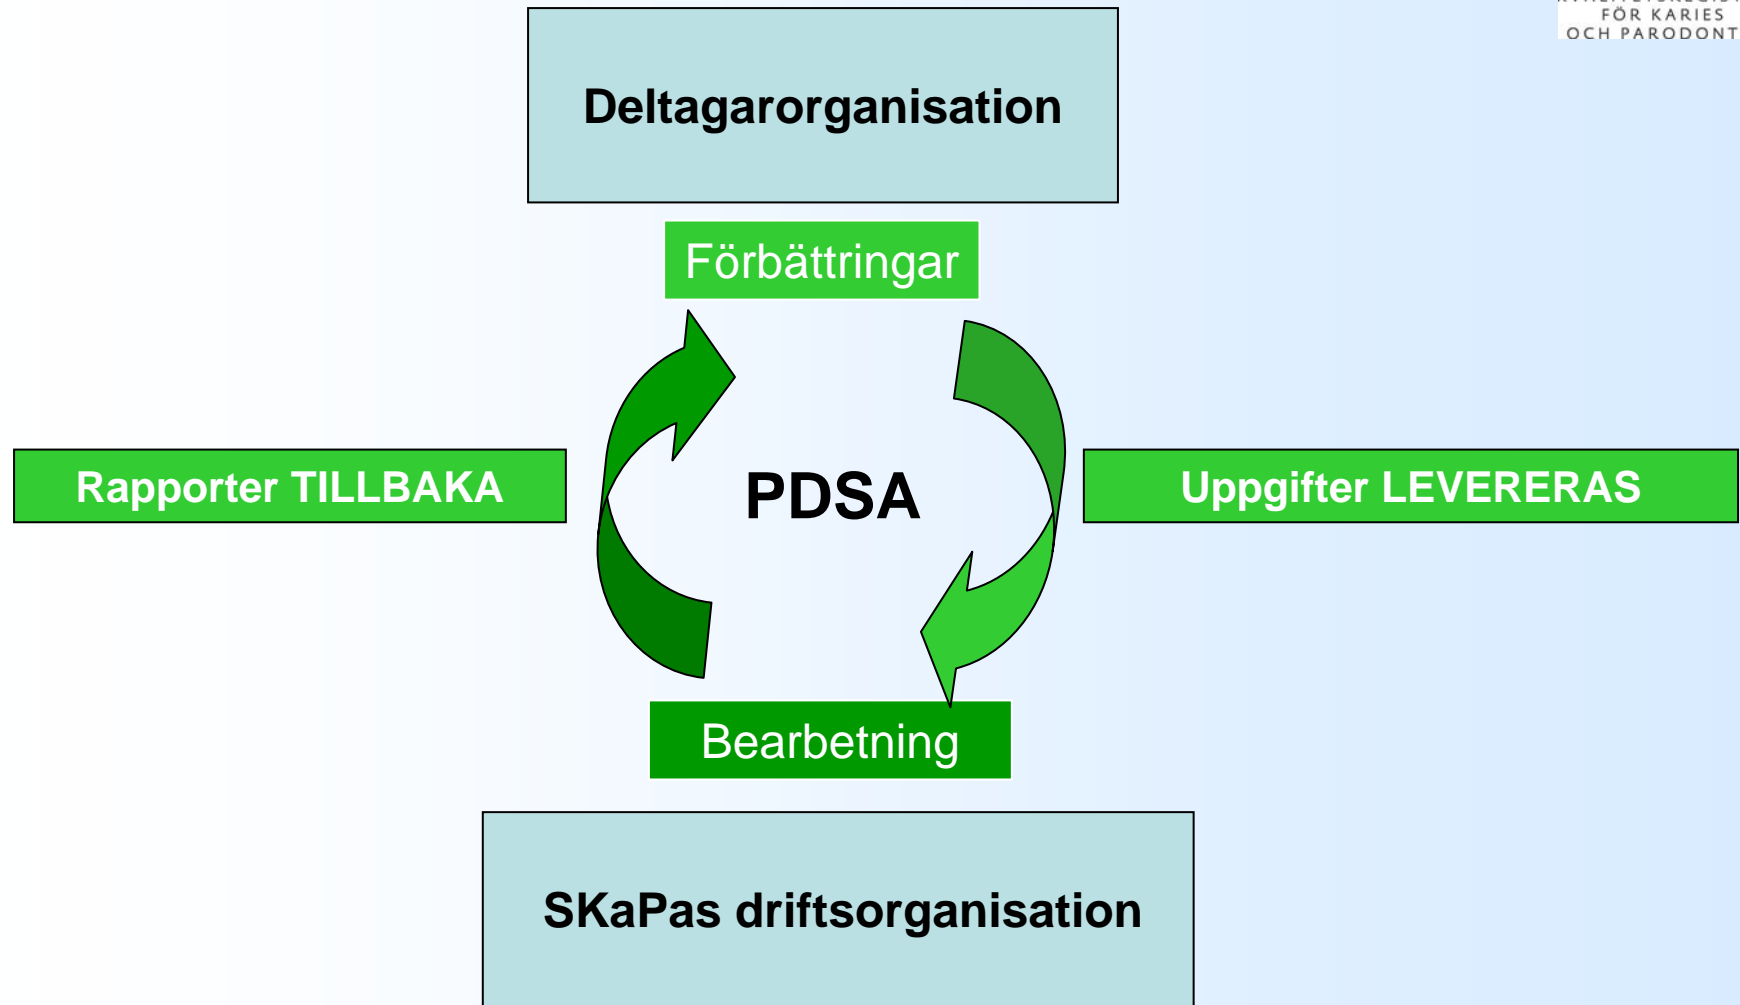 FÖR KARIES
OCH PARODONT
Deltagarorganisation
Förbättringar
Rapporter TILLBAKA
PDSA
Uppgifter LEVERERAS
Bearbetning
SKaPas driftsorganisation